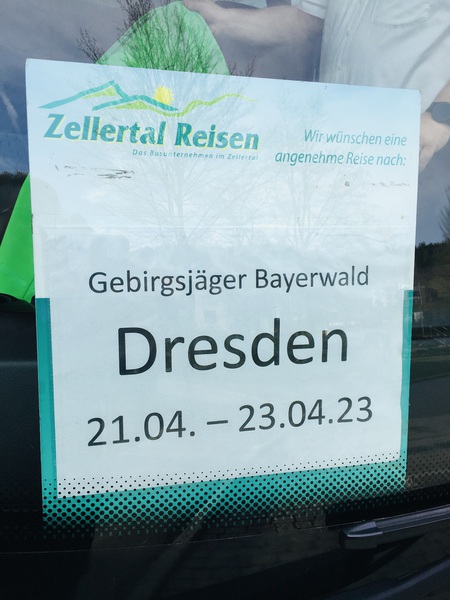 Zellertal Reisen
Das Busunternehmen im Zellertal
Wir wünschen eine
angenehme Reise nach:
Gebirgsjäger Bayerwald
Dresden
21.04. – 23.04.23